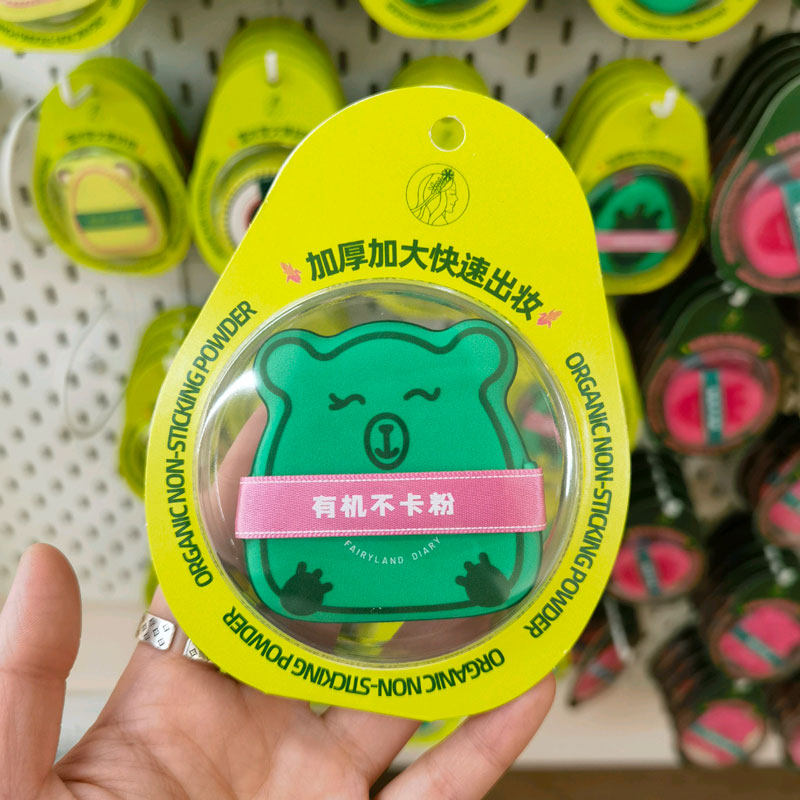 加厚加大快速出妆
ORGANIC NON-STICKING POWDER
ORGANIC NON-STICKING POWDER
有机不卡粉
FAIRYLAND DIARY
ORGANIC NON-STICKING POWDER